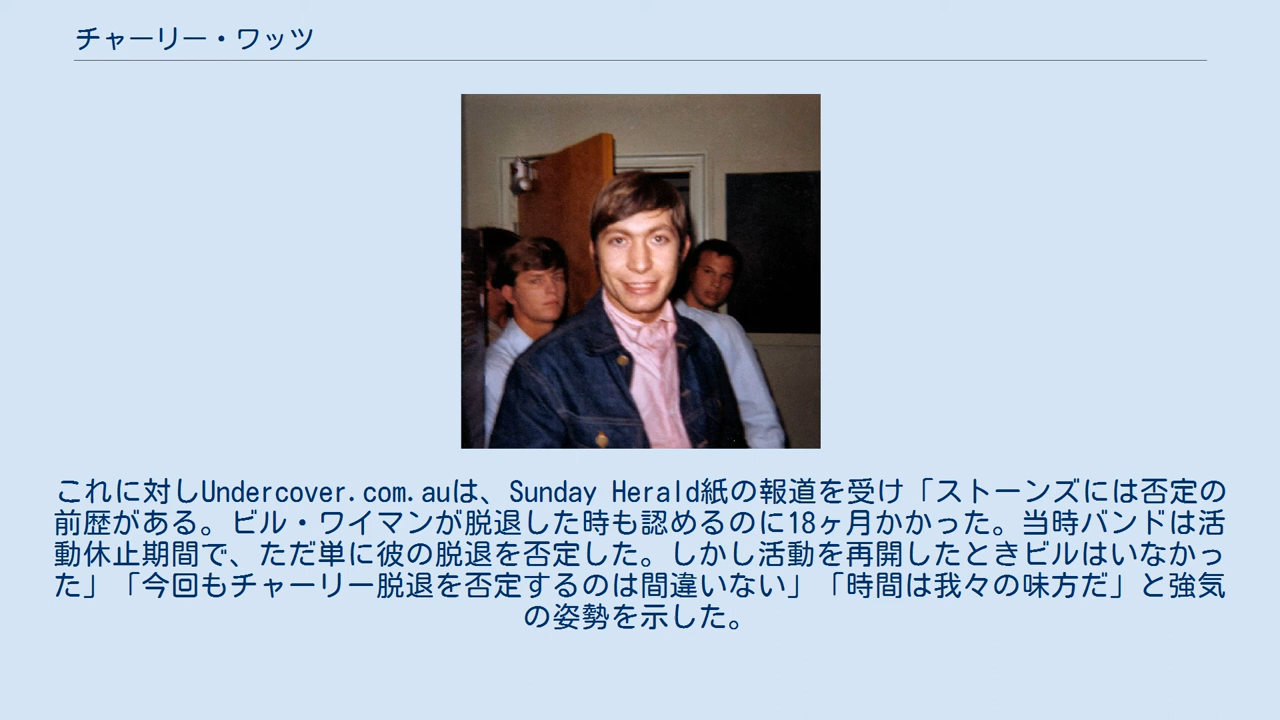 チャーリー・ワッツ
これに対しUndercover.com.auは、Sunday Herald紙の報道を受け「ストーンズには否定の
前歴がある。ビル・ワイマンが脱退した時も認めるのに18ヶ月かかった。当時バンドは活
動休止期間で、ただ単に彼の脱退を否定した。しかし活動を再開したときビルはいなかっ
た」「今回もチャーリー脱退を否定するのは間違いない」「時間は我々の味方だ」と強気
の姿勢を示した。